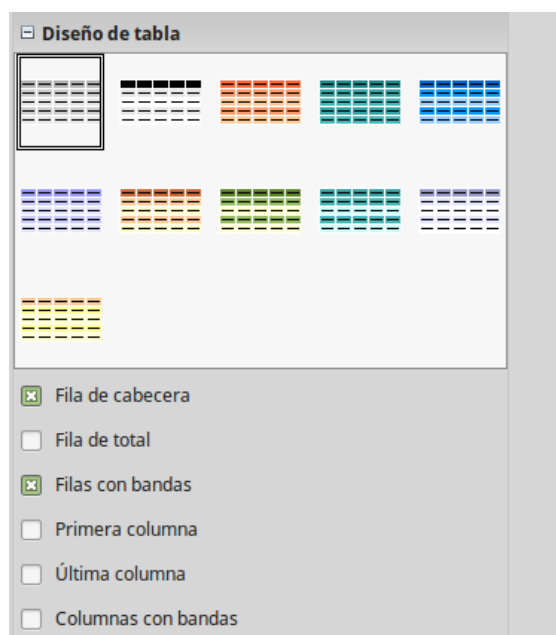 Diseño de tabla
Fila de cabecera
Fila de total
Filas con bandas
Primera columna
Última columna
Columnas con bandas